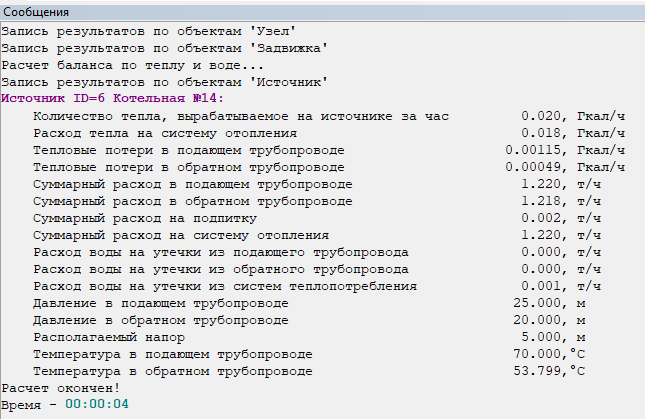 Сообщения
Запись результатов по объектам 'Узел'
Запись результатов по объектам 'Задвижка'
Расчет баланса по теплу и воде...
Запись результатов по объектам 'Источник'
Источник ID=6 Котельная №14:
Количество тепла, вырабатываемое на источнике за час 0.020, Гкал/ч
Расход тепла на систему отопления 0.018, Гкал/ч
Тепловые потери в подающем трубопроводе 0.00115, Гкал/ч
Тепловые потери в обратном трубопроводе 0.00049, Гкал/ч
Суммарный расход в подающем трубопроводе 1.220, т/ч
Суммарный расход в обратном трубопроводе 1.218, т/ч
Суммарный расход на подпитку 0.002, т/ч
Суммарный расход на систему отопления 1.220, т/ч
Расход воды на утечки из подающего трубопровода 0.000, т/ч
Расход воды на утечки из обратного трубопровода 0.000, т/ч
Расход воды на утечки из систем теплопотребления 0.001, т/ч
Давление в подающем трубопроводе 25.000, м
Давление в обратном трубопроводе 20.000, м
Располагаемый напор 5.000, м
Температура в подающем трубопроводе 70.000,°C
Температура в обратном трубопроводе 53.799,°C
Расчет окончен!
Время - 00:00:04